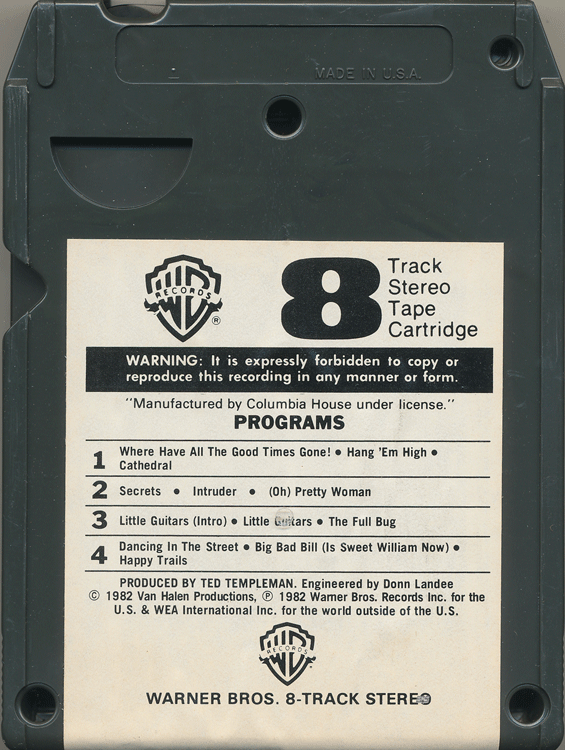 MADE IN U.S.A.
WB
RECORDS
®
8
Track
Stereo
Tape
Cartridge
WARNING: It is expressly forbidden to copy or
reproduce this recording in any manner or form.
"Manufactured by Columbia House under license."
PROGRAMS
1 Where Have All The Good Times Gone! • Hang 'Em High •
Cathedral
2 Secrets • Intruder • (Oh) Pretty Woman
3 Little Guitars (Intro) • Little Guitars • The Full Bug
4 Dancing In The Street • Big Bad Bill (Is Sweet William Now) •
Happy Trails
PRODUCED BY TED TEMPLEMAN. Engineered by Donn Landee
© 1982 Van Halen Productions, ℗ 1982 Warner Bros. Records Inc. for the
U.S. & WEA International Inc. for the world outside of the U.S.
WB
RECORDS
WARNER BROS. 8-TRACK STEREO